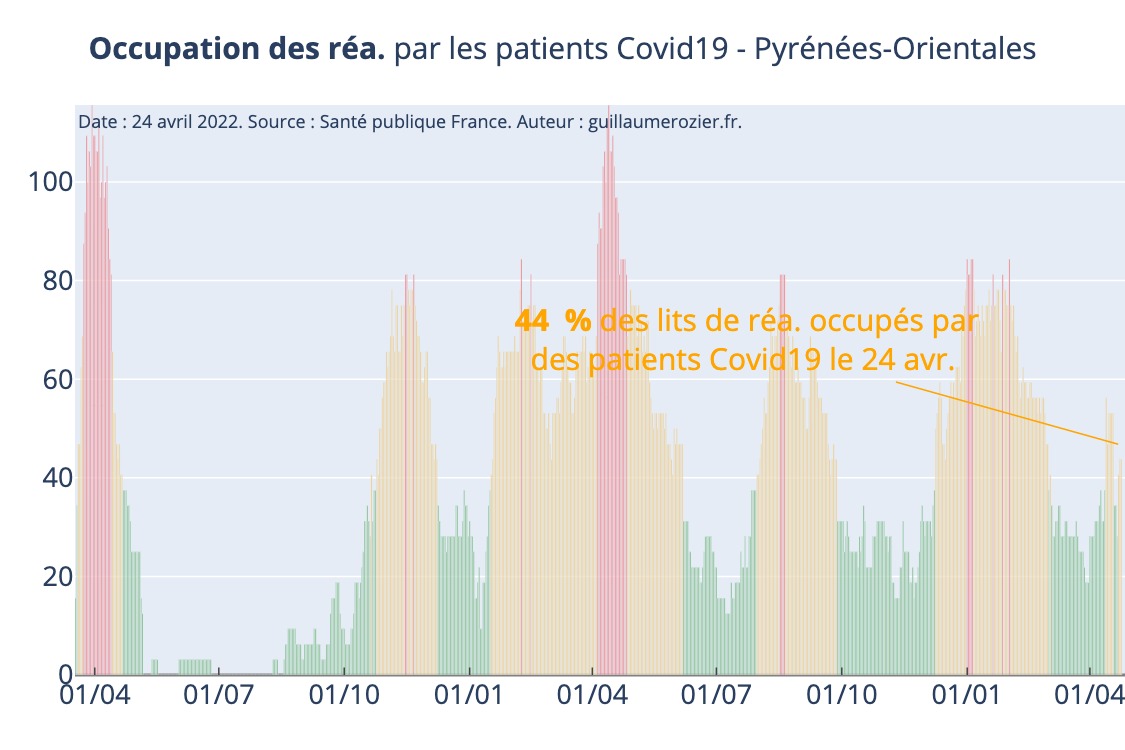 Occupation des réa. par les patients Covid19 - Pyrénées-Orientales
Date : 24 avril 2022. Source : Santé publique France. Auteur : guillaumerozier.fr.
100
80
44 % des lits de réa. occupés par
des patients Covid19 le 24 avr.
60
40
20
0
01/04 01/07 01/10 01/01 01/04 01/07 01/10 01/01 01/04